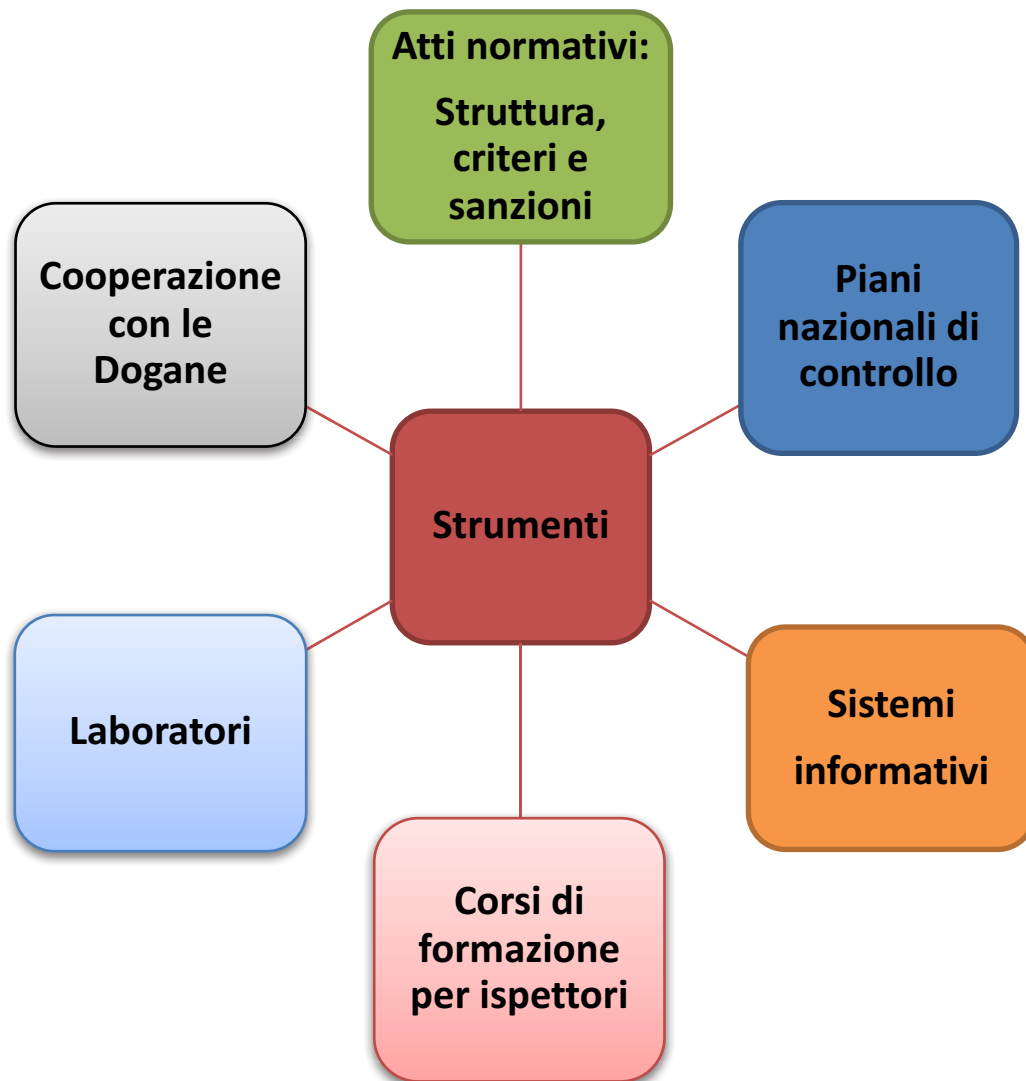 Atti normativi:
Struttura,
criteri e
sanzioni
Cooperazione
con le
Dogane
Piani
nazionali di
controllo
Strumenti
Laboratori
Sistemi
informativi
Corsi di
formazione
per ispettori